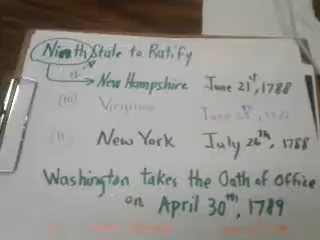 Ninth State to Ratify
New Hampshire June 21st, 1788
(10) Virginia June
(11) New York July 26th, 1788
Washington takes the Oath of Office
on April 30th, 1789